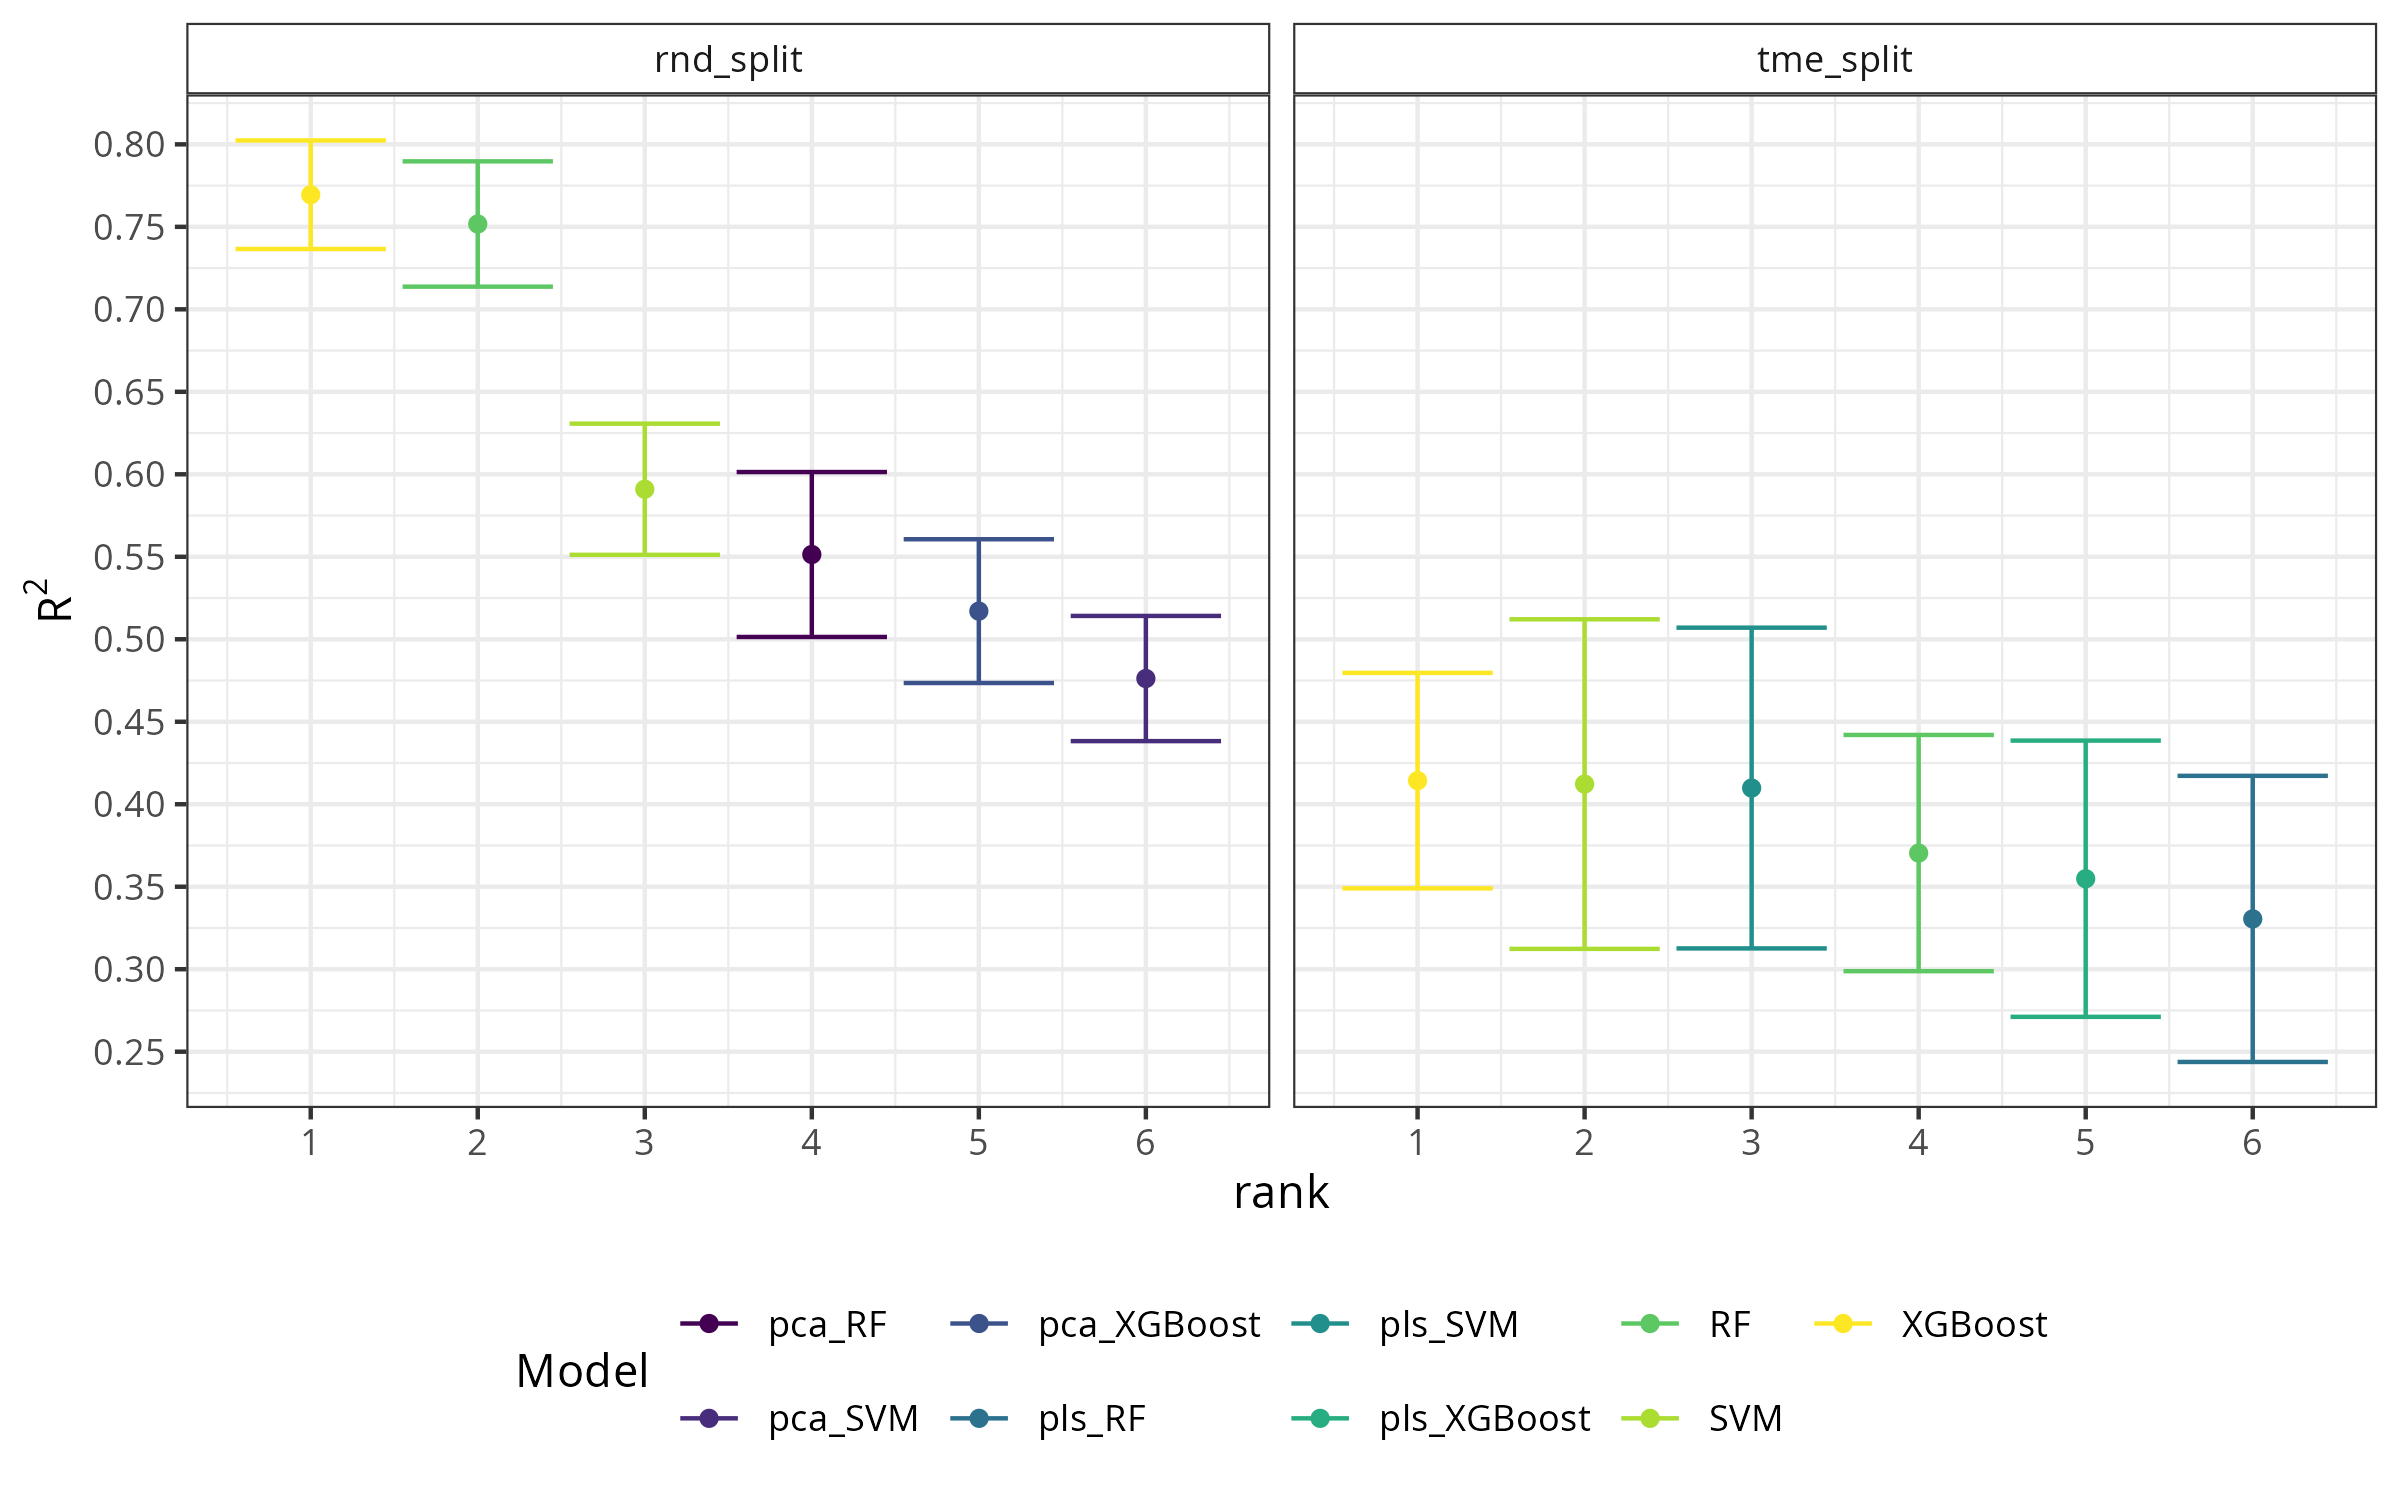 rnd_split
tme_split
0.80
0.75
0.70
0.65
0.60
0.55
0.50
0.45
0.40
0.35
0.30
0.25
R²
1 2 3 4 5 6
1 2 3 4 5 6
rank
Model
pca_RF pca_XGBoost pls_SVM RF XGBoost
pca_SVM pls_RF pls_XGBoost SVM